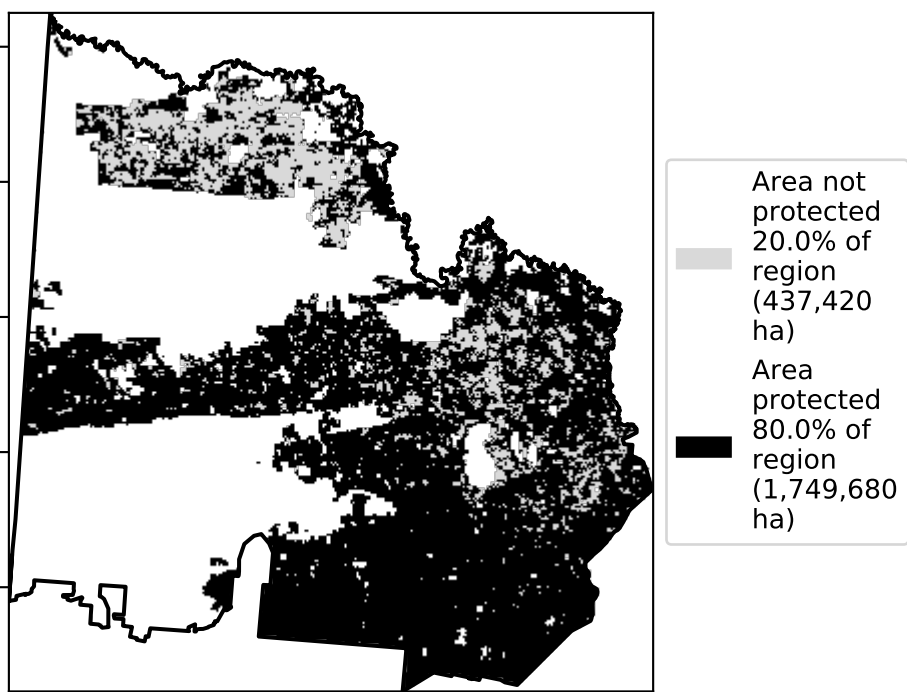 Area not
protected
20.0% of
region
(437,420
ha)
Area
protected
80.0% of
region
(1,749,680
ha)